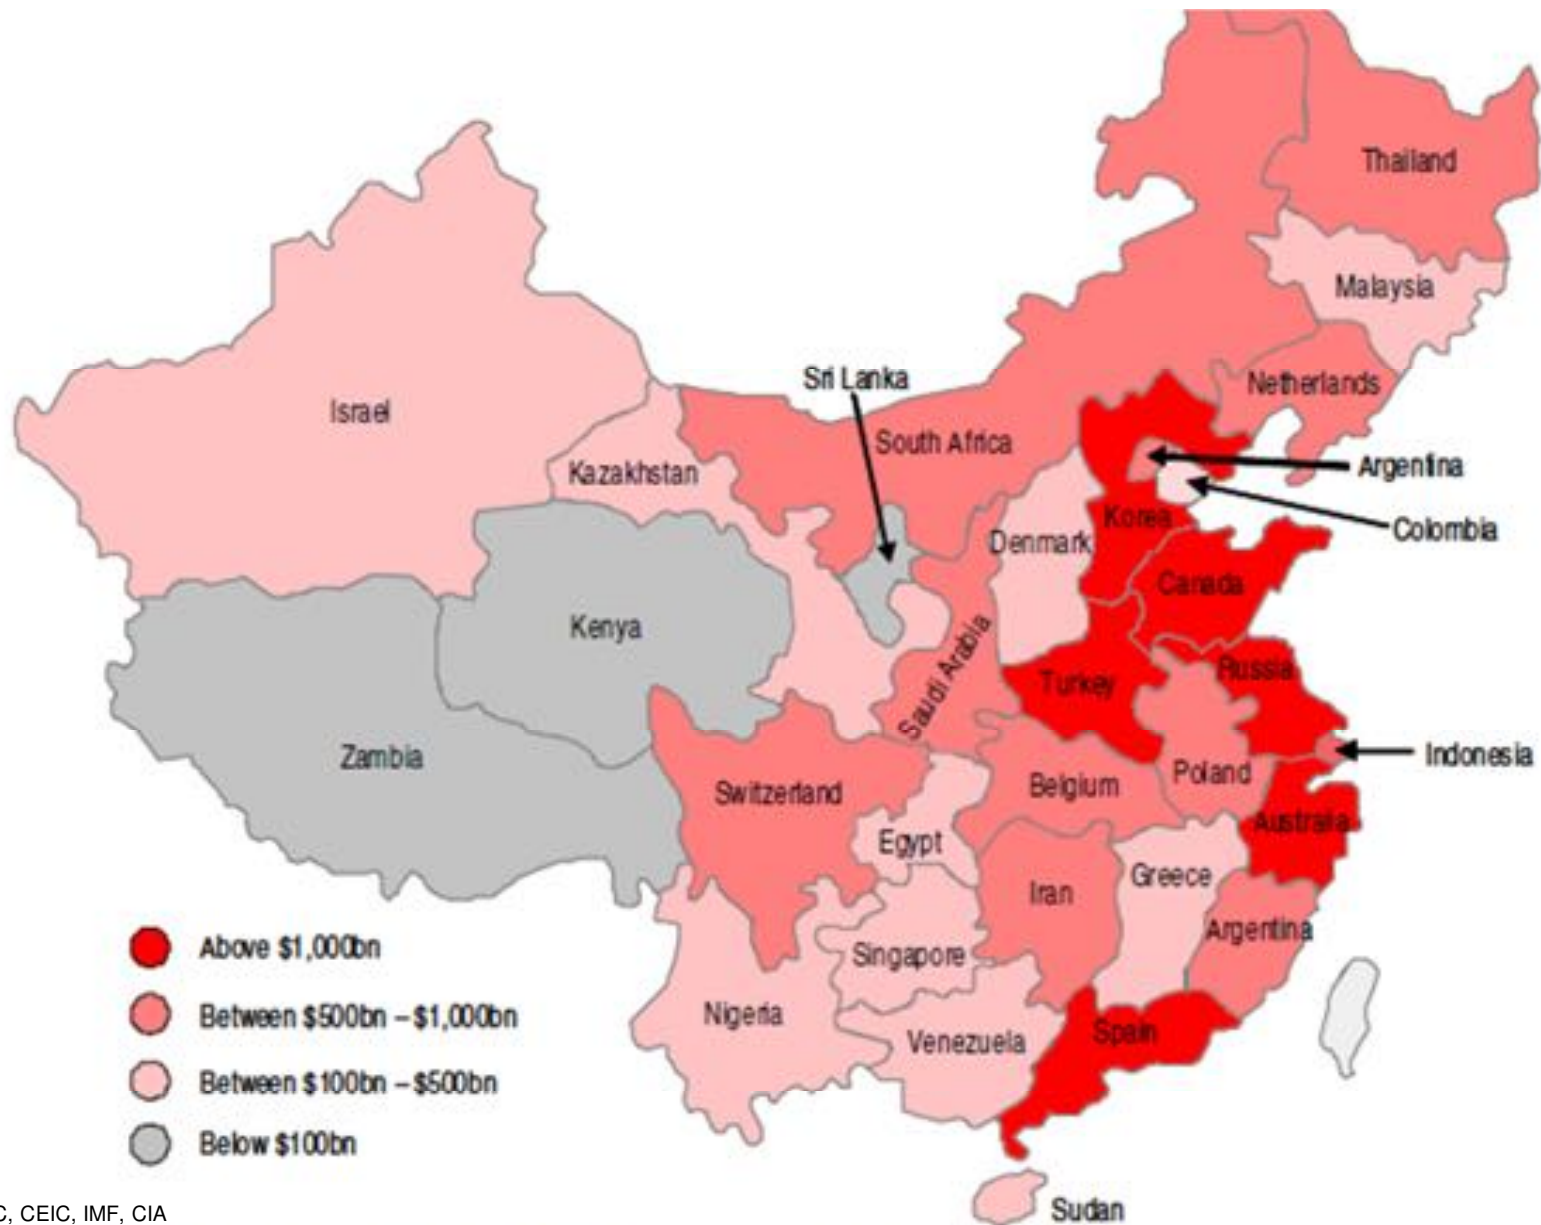 Thailand
Malaysia
Sri Lanka
Netherlands
Israel
South Africa
Kazakhstan
Argentina
Korea
Colombia
Denmark
Canada
Kenya
Saudi Arabia
Turkey
Russia
Zambia
Indonesia
Switzerland
Belgium
Poland
Australia
Egypt
Greece
Iran
Argentina
Above $1,000bn
Singapore
Between $500bn – $1,000bn
Nigeria
Spain
Venezuela
Between $100bn – $500bn
Below $100bn
Sudan
C, CEIC, IMF, CIA